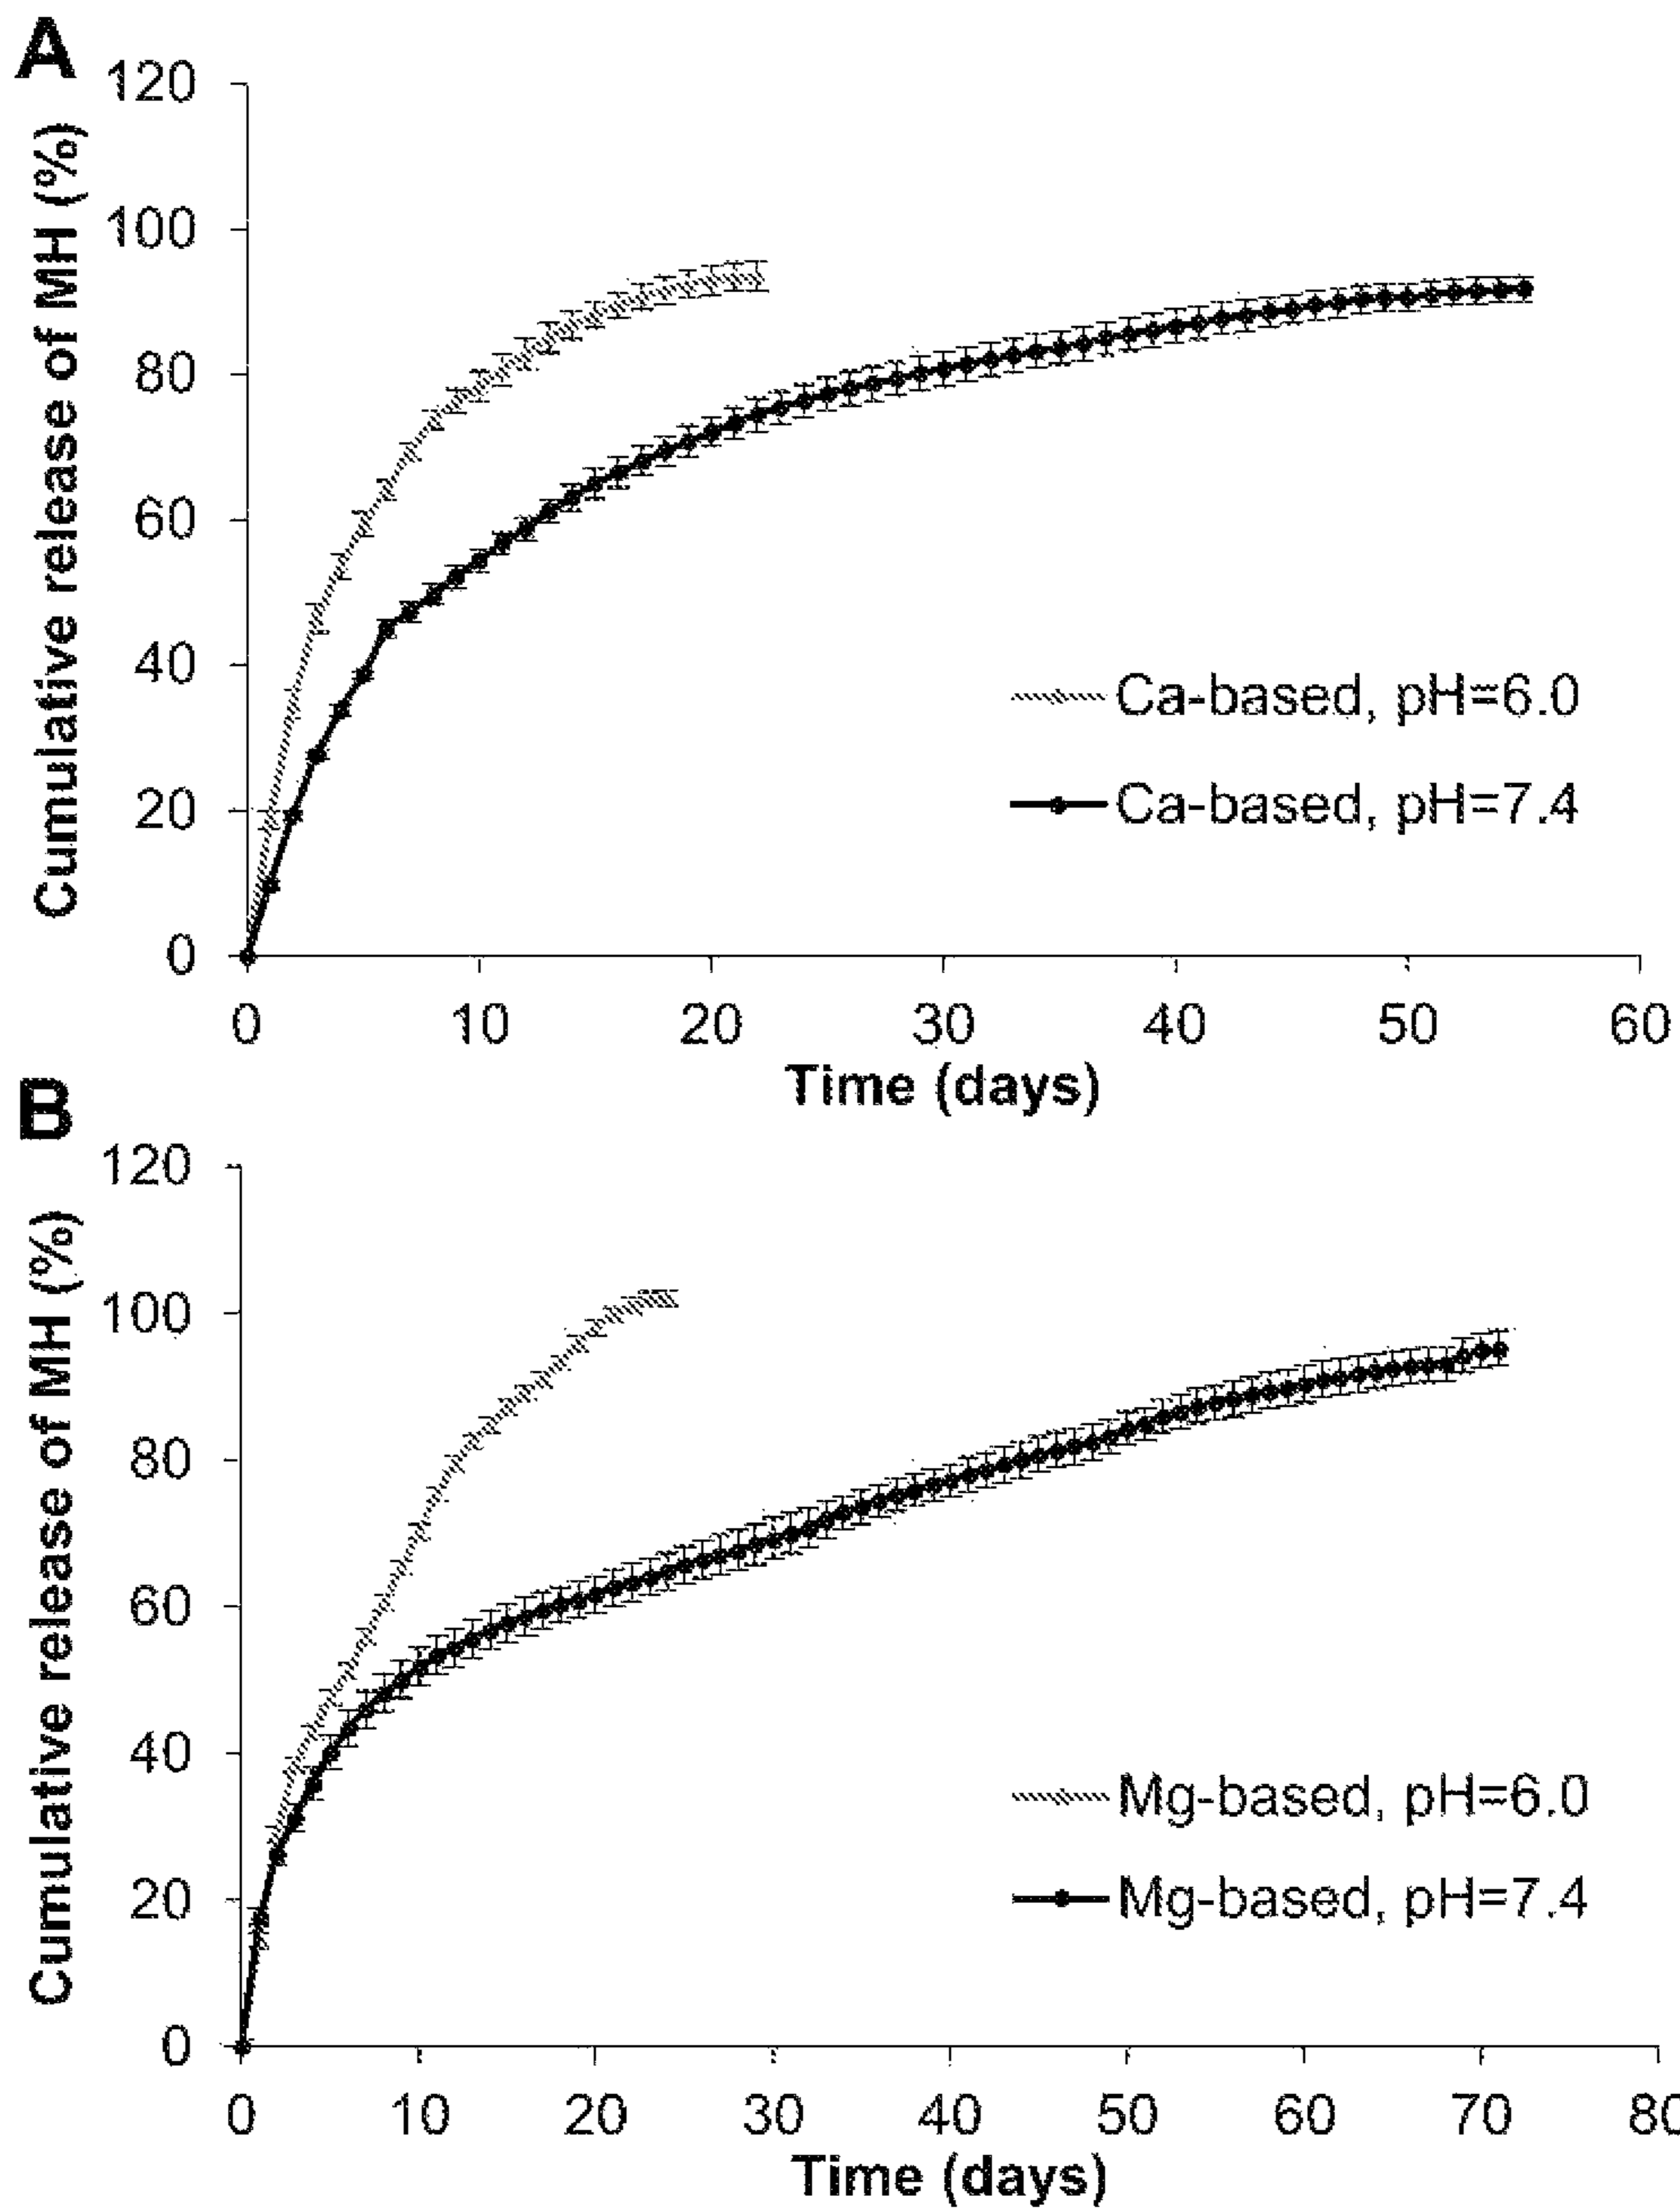 A
120
100
80
60
40
20
0
Cumulative release of MH (%)
Ca-based, pH=6.0
Ca-based, pH=7.4
0 10 20 30 40 50 60
Time (days)
B
120
100
80
60
40
20
0
Cumulative release of MH (%)
Mg-based, pH=6.0
Mg-based, pH=7.4
0 10 20 30 40 50 60 70 80
Time (days)